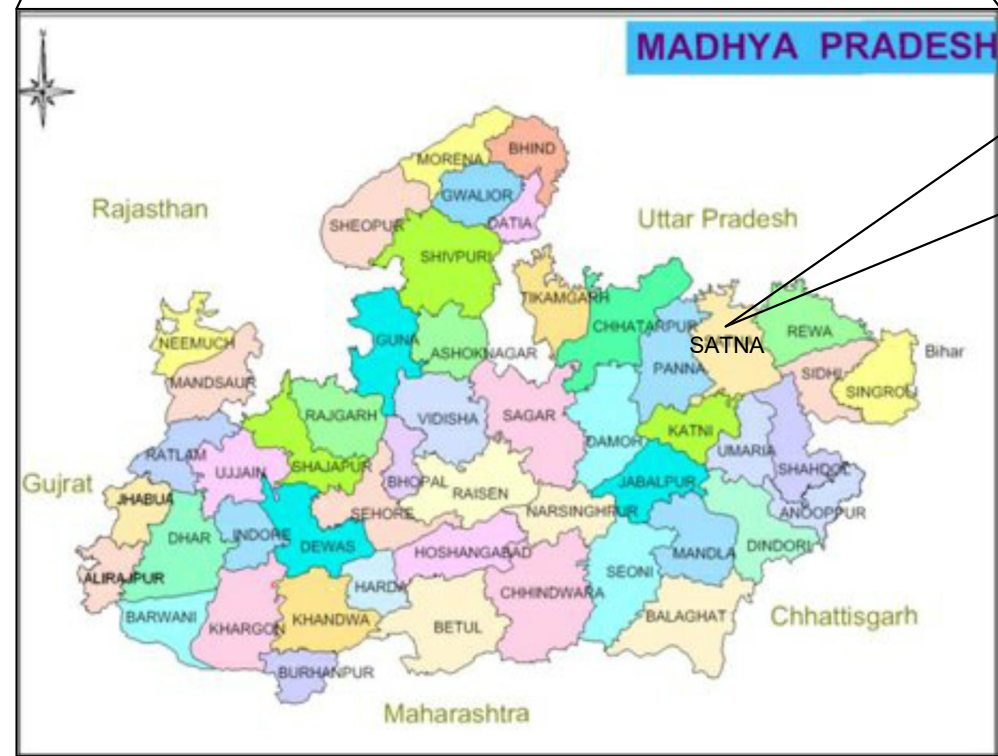 N
MADHYA PRADESH
BHIND
MORENA
GWALIOR
Rajasthan
DATIA
SHEOPUR
Uttar Pradesh
SHIVPURI
TIKAMGARH
CHHATARPUR
REWA
GUNA
NEEMUCH
SATNA
ASHOKNAGAR
Bihar
PANNA
SIDHI
MANDSAUR
SINGROLI
RAJGARH
SAGAR
VIDISHA
KATNI
DAMOH
UMARIA
RATLAM
SHAJAPUR
SHAHDOL
UJJAIN
BHOPAL
JABALPUR
Gujrat
RAISEN
JHABUA
NARSINGHPUR
SEHORE
ANOOPPUR
INDORE
DHAR
DEWAS
DINDORI
HOSHANGABAD
MANDLA
SEONI
ALIRAJPUR
HARDA
CHHINDWARA
BARWANI
KHANDWA
BALAGHAT
Chhattisgarh
KHARGON
BETUL
BURHANPUR
Maharashtra